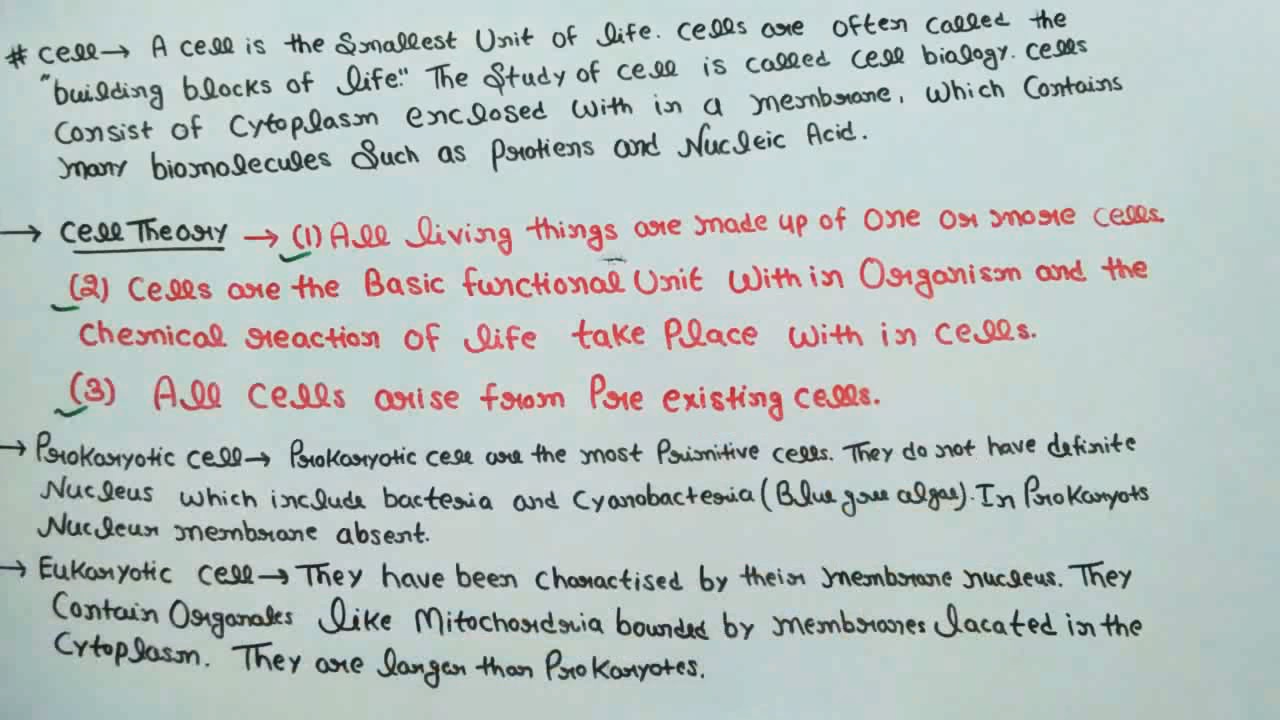 # Cell → A cell is the Smallest Unit of life. Cells are often called the
"building blocks of life." The Study of cell is called cell biology. Cells
Consist of Cytoplasm enclosed with in a membrane, which Contains
many biomolecules Such as Protiens and Nucleic Acid.
→ Cell Theory → (1) All living things are made up of One or more cells.
(2) Cells are the Basic functional Unit With in Organism and the
Chemical reaction of life take Place With in cells.
(3) All Cells arise from Pre existing cells.
→ Prokaryotic cell → Prokaryotic cell are the most Primitive cells. They do not have definite
Nucleus which include bacteria and Cyanobacteria (Blue gree algae). In Prokaryots
Nucleur membrane absent.
→ Eukaryotic cell → They have been charactised by their membrane nucleus. They
Contain Organales like Mitochordria bounded by membranes lacated in the
Cytoplasm. They are larger than Prokaryotes.